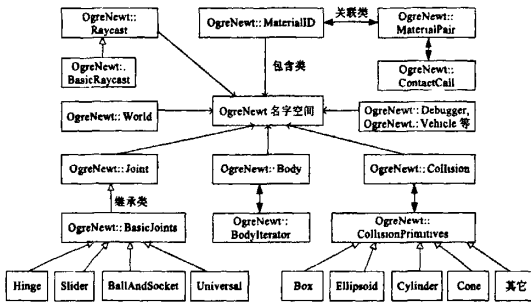 OgreNewt::
Raycast
OgreNewt::MaterialID
关联类
OgreNewt::
MaterialPair
OgreNewt::
BasicRaycast
包含类
OgreNewt::
ContactCall
OgreNewt::World
OgreNewt 名字空间
OgreNewt::Debugger,
OgreNewt::Vehicle 等
OgreNewt::Joint
OgreNewt::Body
OgreNewt::Collision
继承类
OgreNewt::BasicJoints
OgreNewt::
BodyIterator
OgreNewt::
CollisionPrimitives
Hinge
Slider
BallAndSocket
Universal
Box
Ellipsoid
Cylinder
Cone
其它